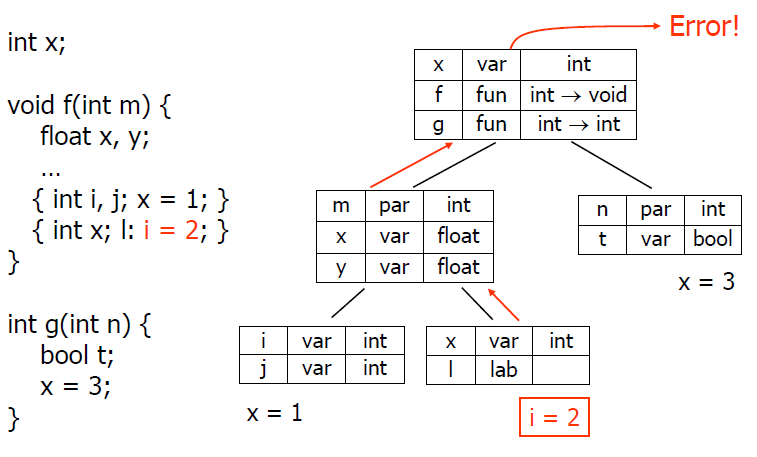 int x;
void f(int m) {
float x, y;
...
{ int i, j; x = 1; }
{ int x; l: i = 2; }
}
int g(int n) {
bool t;
x = 3;
}
Error!
x var int
f fun int → void
g fun int → int
m par int
x var float
y var float
n par int
t var bool
x = 3
i var int
j var int
x = 1
x var int
l lab
i = 2